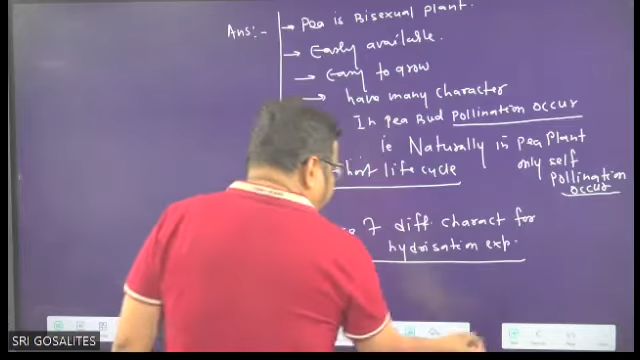 Ans:- → Pea is Bisexual Plant.
→ Easly available.
→ Easy to grow
→ have many character
In pea Bud pollination occur
ie Naturally in pea Plant
only self
pollination
occur
life cycle
7 diff charact for
hydrisation exp.
SRI GOSALITES